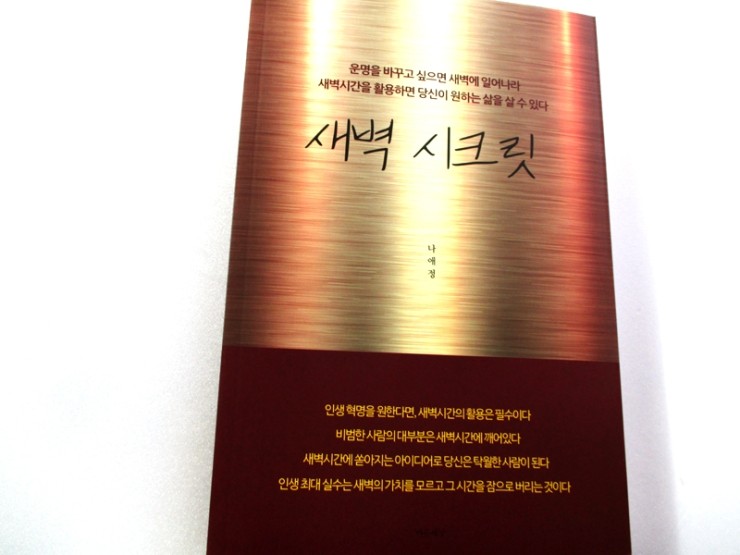 운명을 바꾸고 싶으면 새벽에 일어나라
새벽시간을 활용하면 당신이 원하는 삶을 살 수 있다
새벽 시크릿
나애정
인생 혁명을 원한다면, 새벽시간의 활용은 필수이다
비범한 사람의 대부분은 새벽시간에 깨어있다
새벽시간에 쏟아지는 아이디어로 당신은 탁월한 사람이 된다
인생 최대 실수는 새벽의 가치를 모르고 그 시간을 잠으로 버리는 것이다